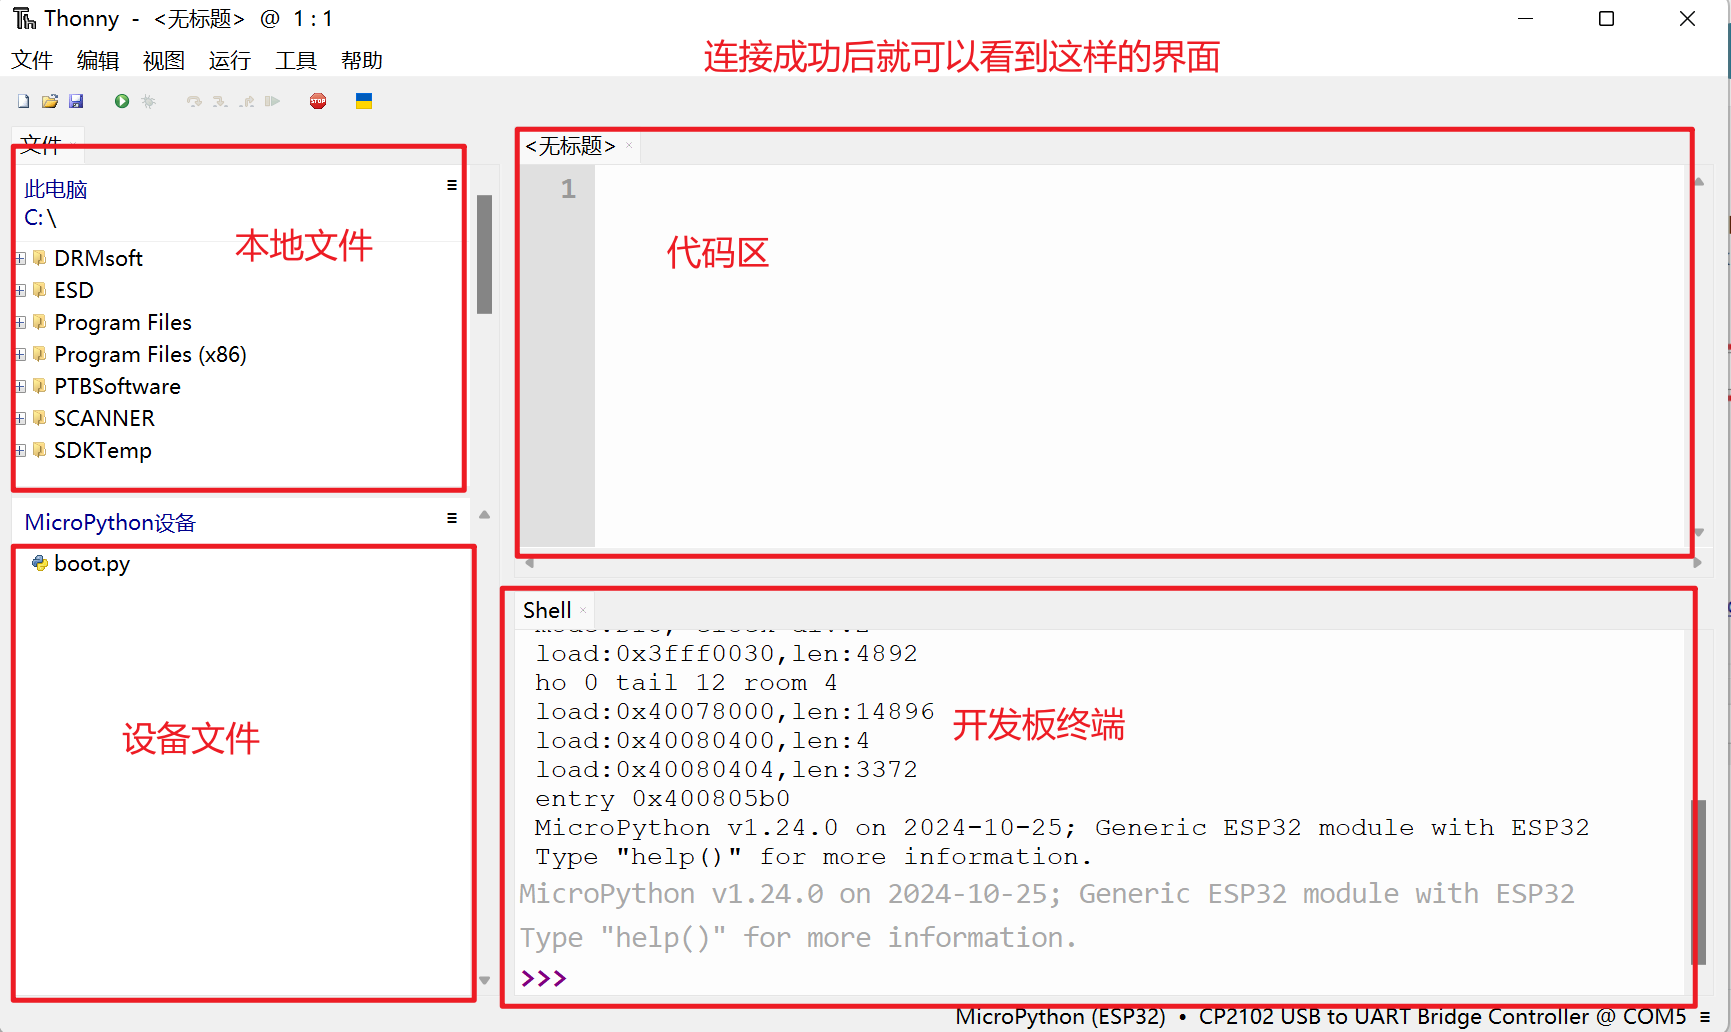 Thonny - <无标题> @ 1 : 1
文件 编辑 视图 运行 工具 帮助
连接成功后就可以看到这样的界面
STOP
文件
此电脑
C:\
本地文件
DRMsoft
ESD
Program Files
Program Files (x86)
PTBSoftware
SCANNER
SDKTemp
MicroPython设备
boot.py
设备文件
<无标题>
1
代码区
Shell
load:0x3fff0030,len:4892
ho 0 tail 12 room 4
load:0x40078000,len:14896
开发板终端
load:0x40080400,len:4
load:0x40080404,len:3372
entry 0x400805b0
MicroPython v1.24.0 on 2024-10-25; Generic ESP32 module with ESP32
Type "help()" for more information.
MicroPython v1.24.0 on 2024-10-25; Generic ESP32 module with ESP32
Type "help()" for more information.
>>>
MicroPython (ESP32) • CP2102 USB to UART Bridge Controller @ COM5